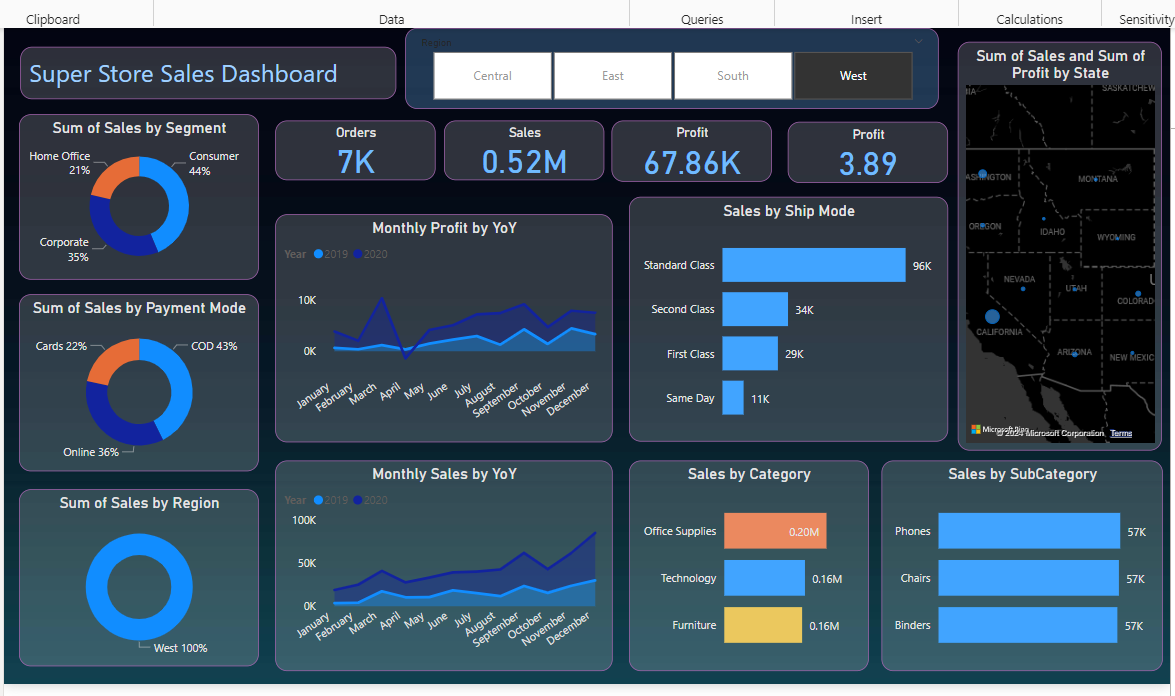 Clipboard
Data
Queries
Insert
Calculations
Sensitivity
Super Store Sales Dashboard
Region
Central
East
South
West
Sum of Sales and Sum of
Profit by State
SASKATCHEW
WASHINGTON
MONTANA
OREGON
IDAHO
WYOMING
NEVADA
UTAH
COLORAD
CALIFORNIA
ARIZONA
NEW MEXIC
Microsoft Bing
© 2024 Microsoft Corporation
Terms
Sum of Sales by Segment
Home Office
21%
Consumer
44%
Corporate
35%
Orders
7K
Sales
0.52M
Profit
67.86K
Profit
3.89
Monthly Profit by YoY
Year 2019 2020
10K
0K
January
February
March
April
May
June
July
August
September
October
November
December
Sales by Ship Mode
Standard Class
96K
Second Class
34K
First Class
29K
Same Day
11K
Sum of Sales by Payment Mode
Cards 22%
COD 43%
Online 36%
Sum of Sales by Region
West 100%
Monthly Sales by YoY
Year 2019 2020
100K
50K
0K
January
February
March
April
May
June
July
August
September
October
November
December
Sales by Category
Office Supplies
0.20M
Technology
0.16M
Furniture
0.16M
Sales by SubCategory
Phones
57K
Chairs
57K
Binders
57K